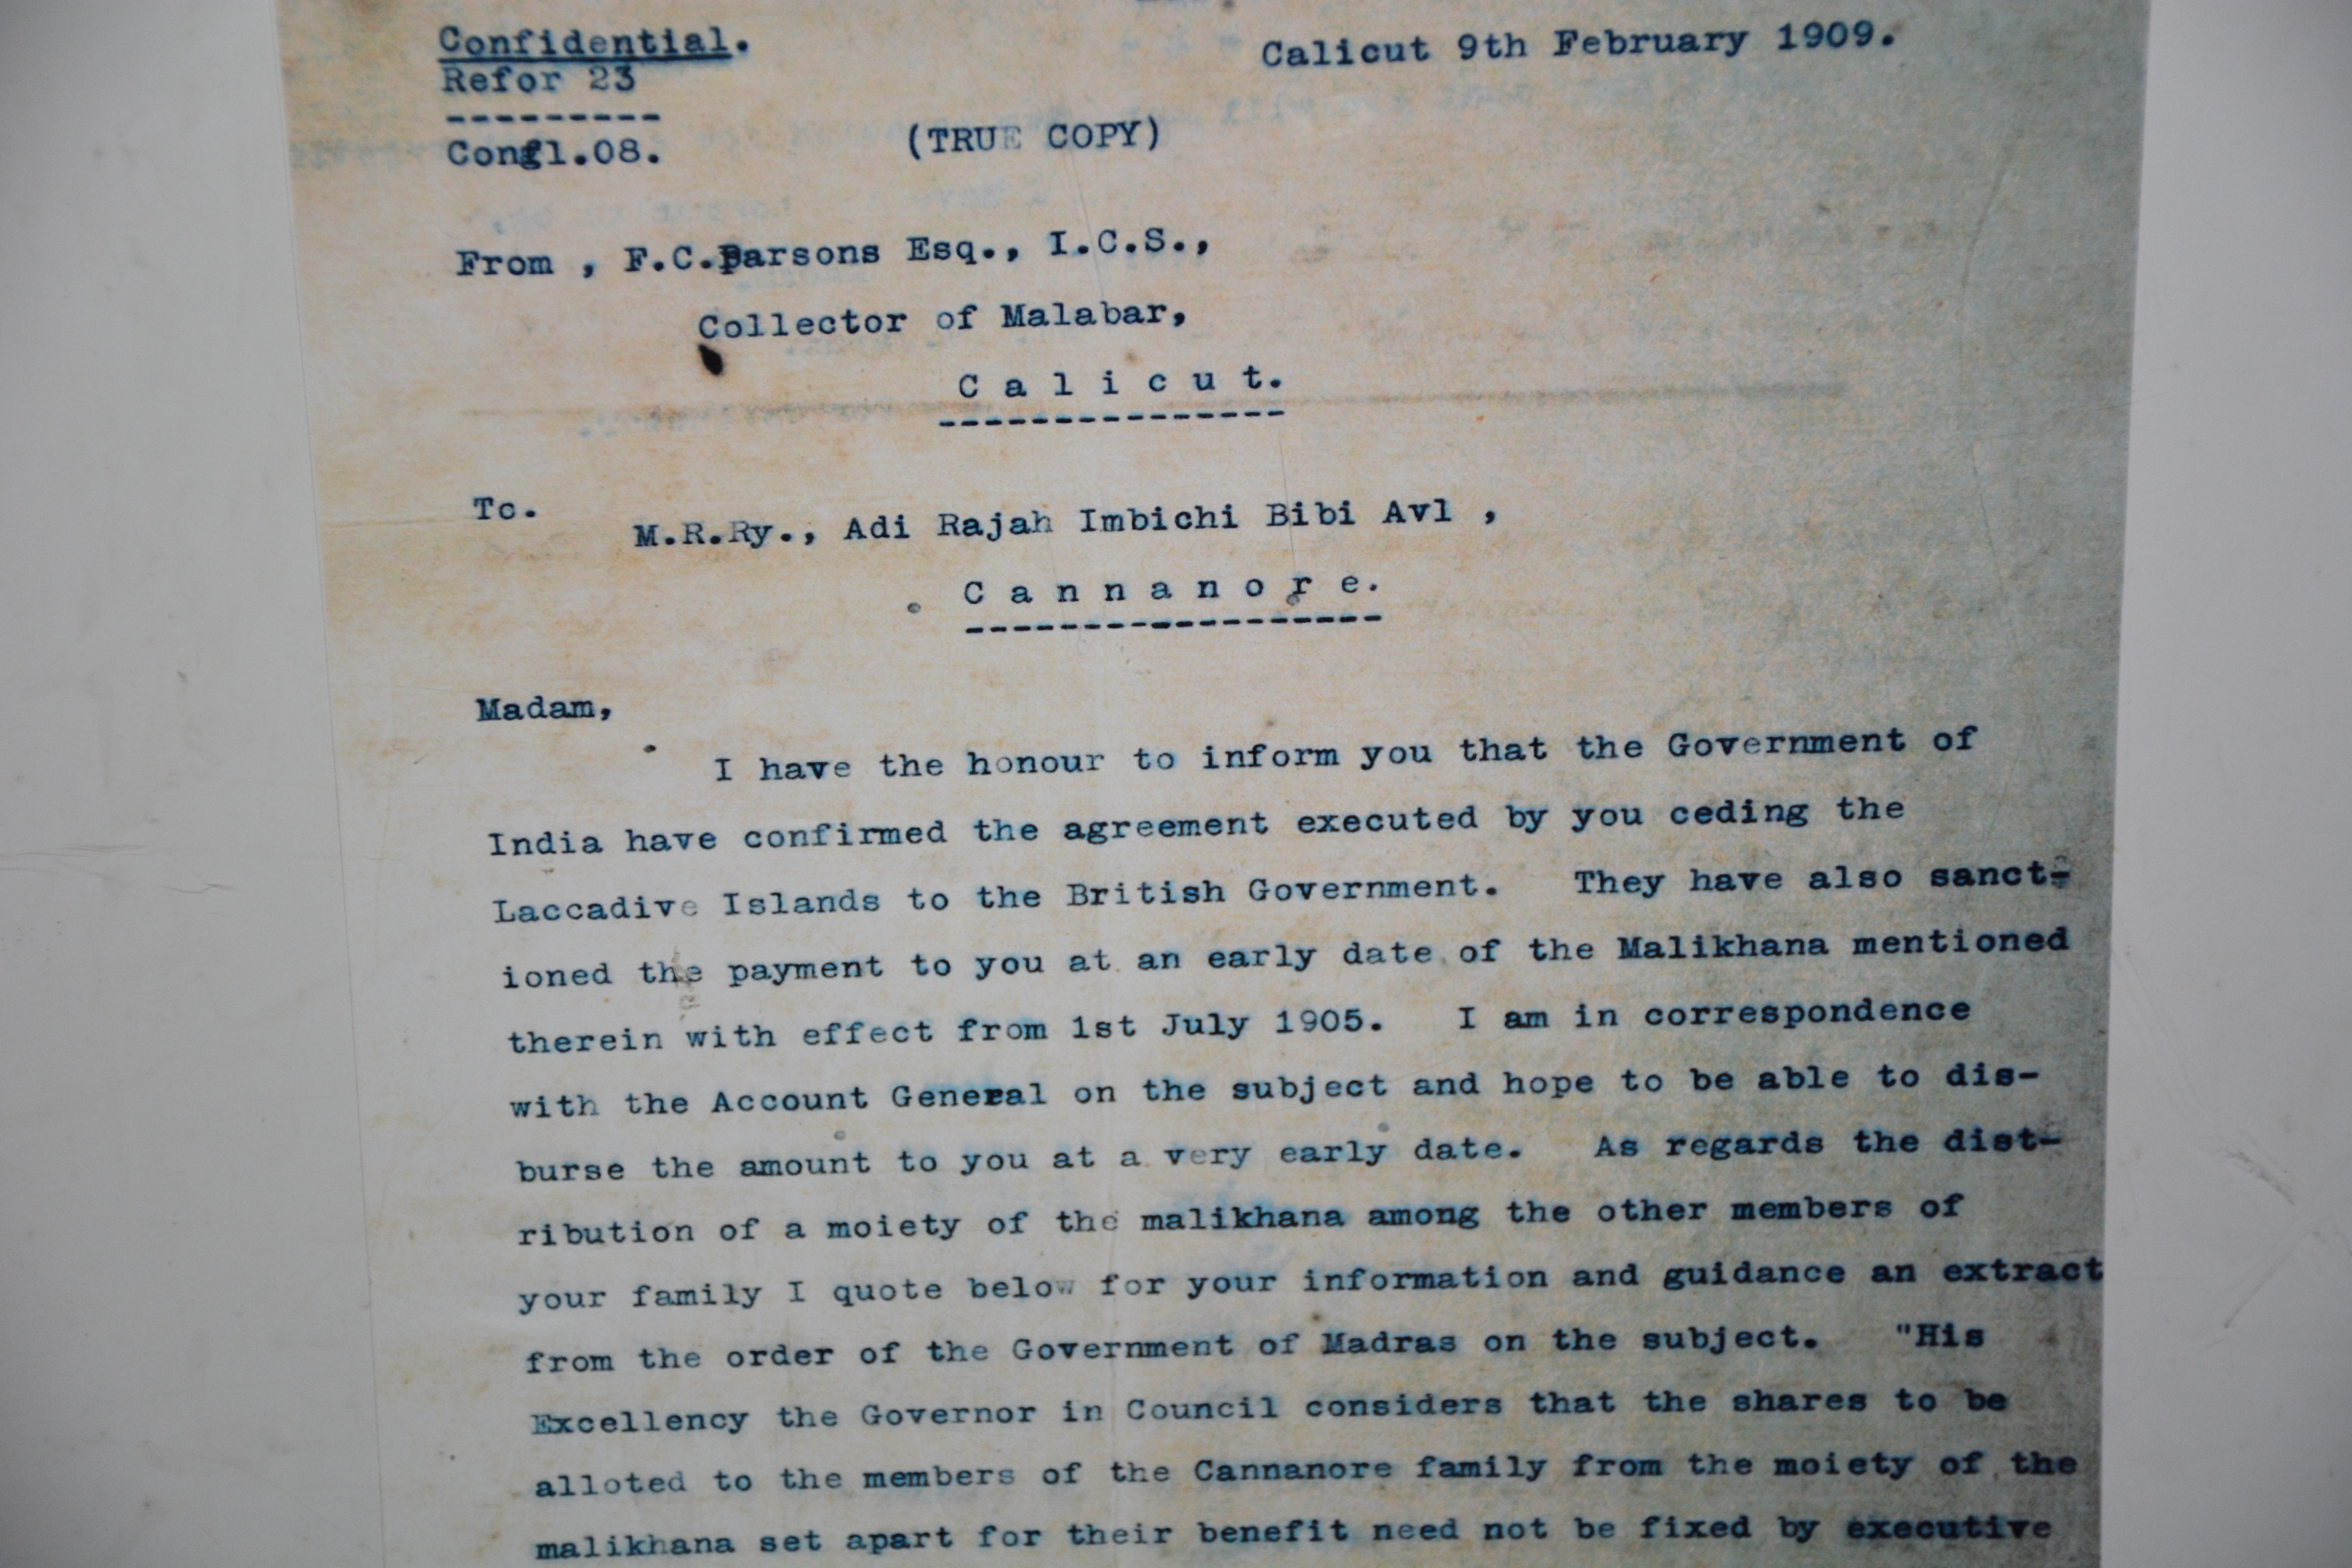 Confidential.
Calicut 9th February 1909.
Refor 23
---------
Confl.08.
(TRUE COPY)
From , F.C.Parsons Esq., I.C.S.,
Collector of Malabar,
C a l i c u t.
---------------
To.
M.R.Ry., Adi Rajah Imbichi Bibi Avl ,
C a n n a n o r e.
------------------
Madam,
I have the honour to inform you that the Government of
India have confirmed the agreement executed by you ceding the
Laccadive Islands to the British Government. They have also sanct-
ioned the payment to you at an early date of the Malikhana mentioned
therein with effect from 1st July 1905. I am in correspondence
with the Account General on the subject and hope to be able to dis-
burse the amount to you at a very early date. As regards the dist-
ribution of a moiety of the malikhana among the other members of
your family I quote below for your information and guidance an extract
from the order of the Government of Madras on the subject. "His
Excellency the Governor in Council considers that the shares to be
alloted to the members of the Cannanore family from the moiety of the
malikhana set apart for their benefit need not be fixed by executive